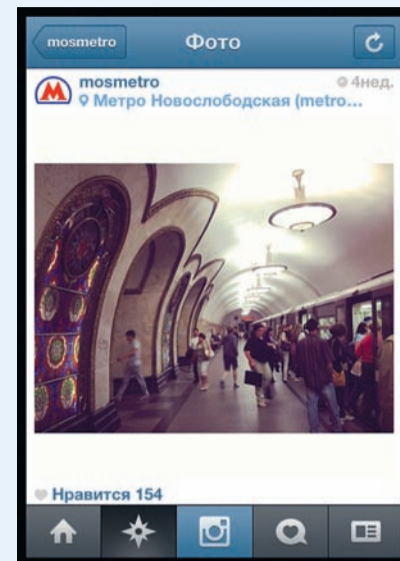 mosmetro
Фото
mosmetro
4нед.
Метро Новослободская (metro...
Нравится 154